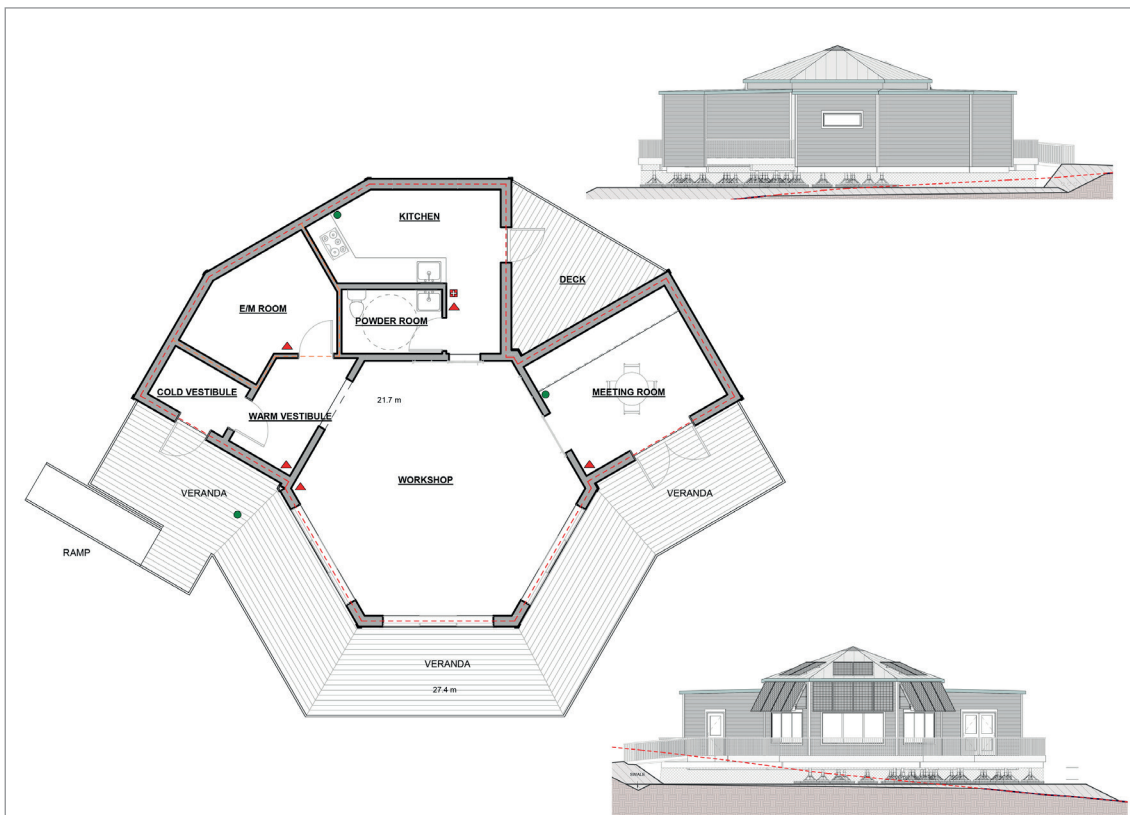 KITCHEN
DECK
E/M ROOM
POWDER ROOM
COLD VESTIBULE
MEETING ROOM
21.7 m
WARM VESTIBULE
WORKSHOP
VERANDA
VERANDA
RAMP
VERANDA
27.4 m
SWALE